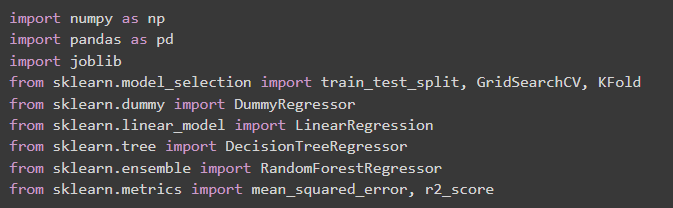 import numpy as np
import pandas as pd
import joblib
from sklearn.model_selection import train_test_split, GridSearchCV, KFold
from sklearn.dummy import DummyRegressor
from sklearn.linear_model import LinearRegression
from sklearn.tree import DecisionTreeRegressor
from sklearn.ensemble import RandomForestRegressor
from sklearn.metrics import mean_squared_error, r2_score